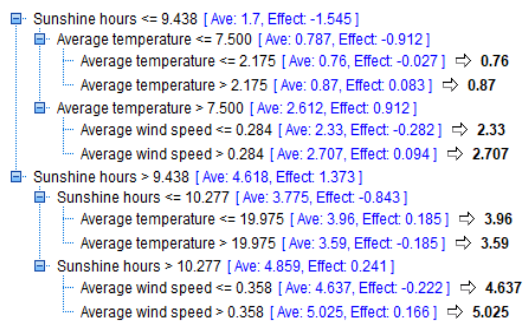 Sunshine hours <= 9.438 [ Ave: 1.7, Effect: -1.545 ]
Average temperature <= 7.500 [ Ave: 0.787, Effect: -0.912 ]
Average temperature <= 2.175 [ Ave: 0.76, Effect: -0.027 ] ⇨ 0.76
Average temperature > 2.175 [ Ave: 0.87, Effect: 0.083 ] ⇨ 0.87
Average temperature > 7.500 [ Ave: 2.612, Effect: 0.912 ]
Average wind speed <= 0.284 [ Ave: 2.33, Effect: -0.282 ] ⇨ 2.33
Average wind speed > 0.284 [ Ave: 2.707, Effect: 0.094 ] ⇨ 2.707
Sunshine hours > 9.438 [ Ave: 4.618, Effect: 1.373 ]
Sunshine hours <= 10.277 [ Ave: 3.775, Effect: -0.843 ]
Average temperature <= 19.975 [ Ave: 3.96, Effect: 0.185 ] ⇨ 3.96
Average temperature > 19.975 [ Ave: 3.59, Effect: -0.185 ] ⇨ 3.59
Sunshine hours > 10.277 [ Ave: 4.859, Effect: 0.241 ]
Average wind speed <= 0.358 [ Ave: 4.637, Effect: -0.222 ] ⇨ 4.637
Average wind speed > 0.358 [ Ave: 5.025, Effect: 0.166 ] ⇨ 5.025